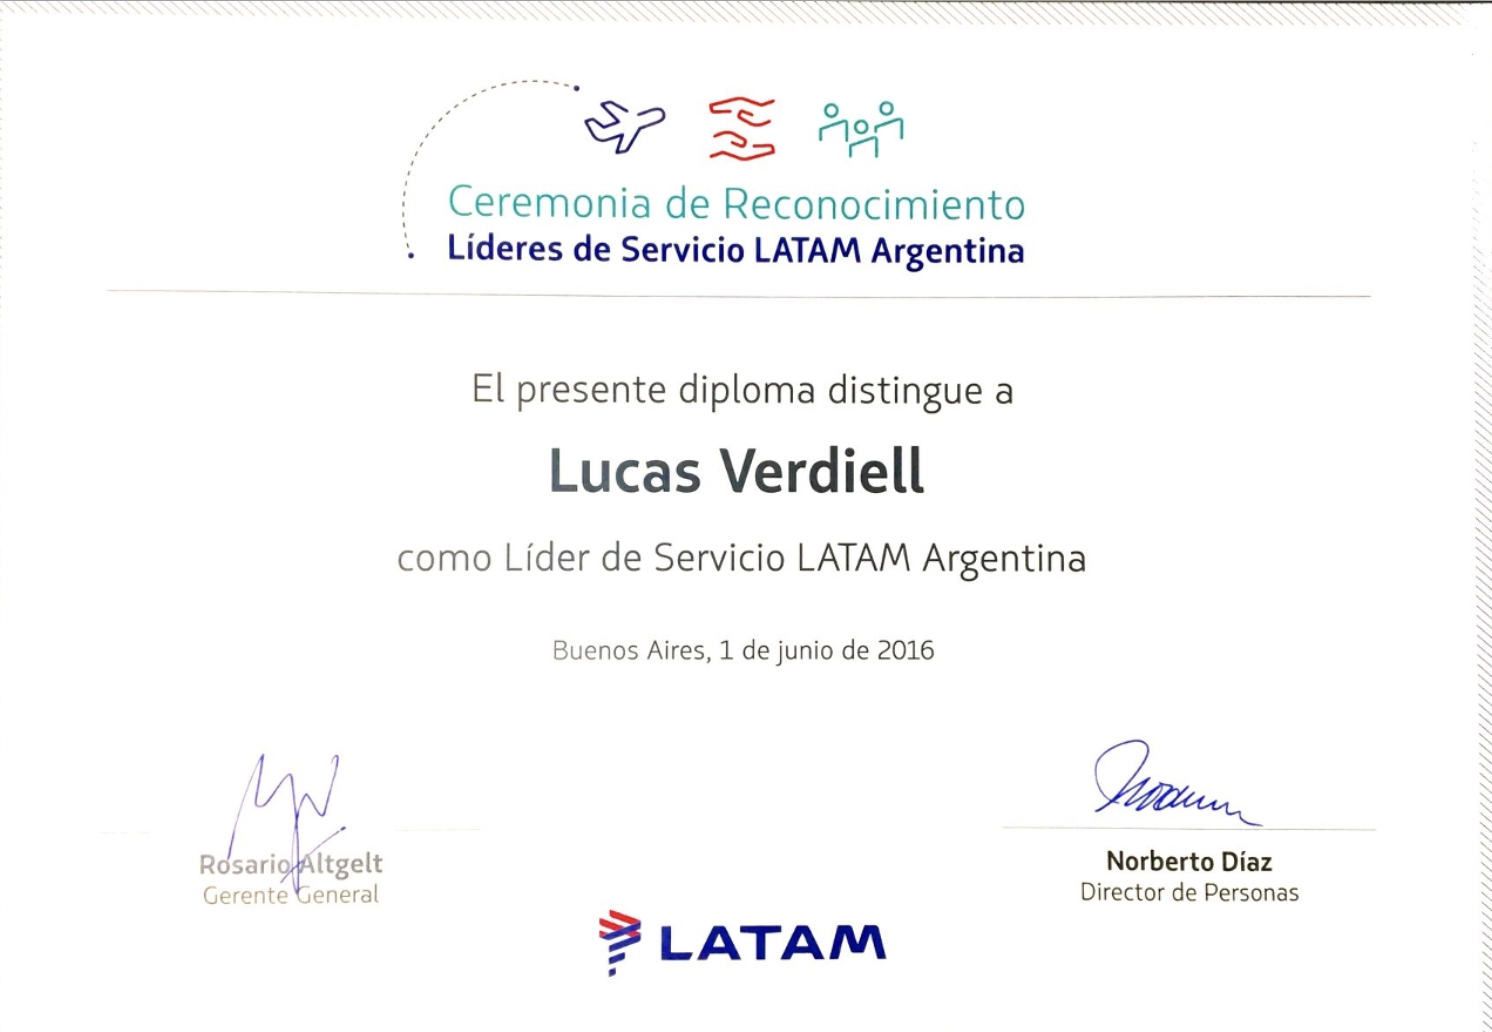 Ceremonia de Reconocimiento
Líderes de Servicio LATAM Argentina
El presente diploma distingue a
Lucas Verdiell
como Líder de Servicio LATAM Argentina
Buenos Aires, 1 de junio de 2016
Rosario Altgelt
Gerente General
Norberto Díaz
Director de Personas
LATAM